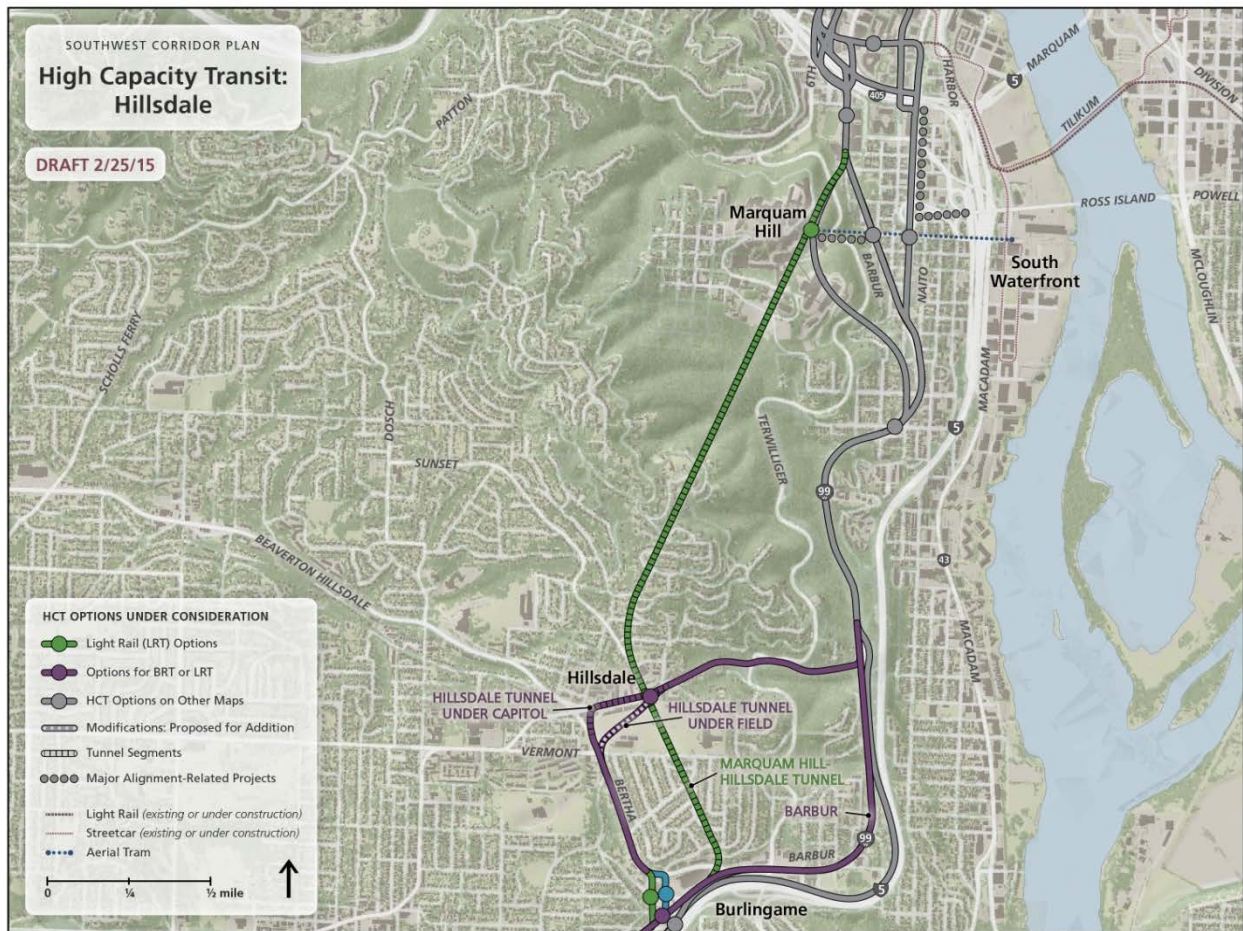 SOUTHWEST CORRIDOR PLAN
High Capacity Transit:
Hillsdale
DRAFT 2/25/15
PATTON
6TH
405
HARBOR
5
MARQUAM
DIVISION
TILIKUM
ROSS ISLAND
POWELL
Marquam
Hill
BARBUR
NAITO
South
Waterfront
MCLOUGHLIN
SCHOLLS FERRY
DOSCH
SUNSET
TERWILLIGER
MACADAM
5
99
43
BEAVERTON HILLSDALE
MACADAM
Hillsdale
HILLSDALE TUNNEL
UNDER CAPITOL
HILLSDALE TUNNEL
UNDER FIELD
VERMONT
MARQUAM HILL-
HILLSDALE TUNNEL
BERTHA
BARBUR
99
BARBUR
5
Burlingame
HCT OPTIONS UNDER CONSIDERATION
Light Rail (LRT) Options
Options for BRT or LRT
HCT Options on Other Maps
Modifications: Proposed for Addition
Tunnel Segments
Major Alignment-Related Projects
Light Rail (existing or under construction)
Streetcar (existing or under construction)
Aerial Tram
0 ¼ ½ mile